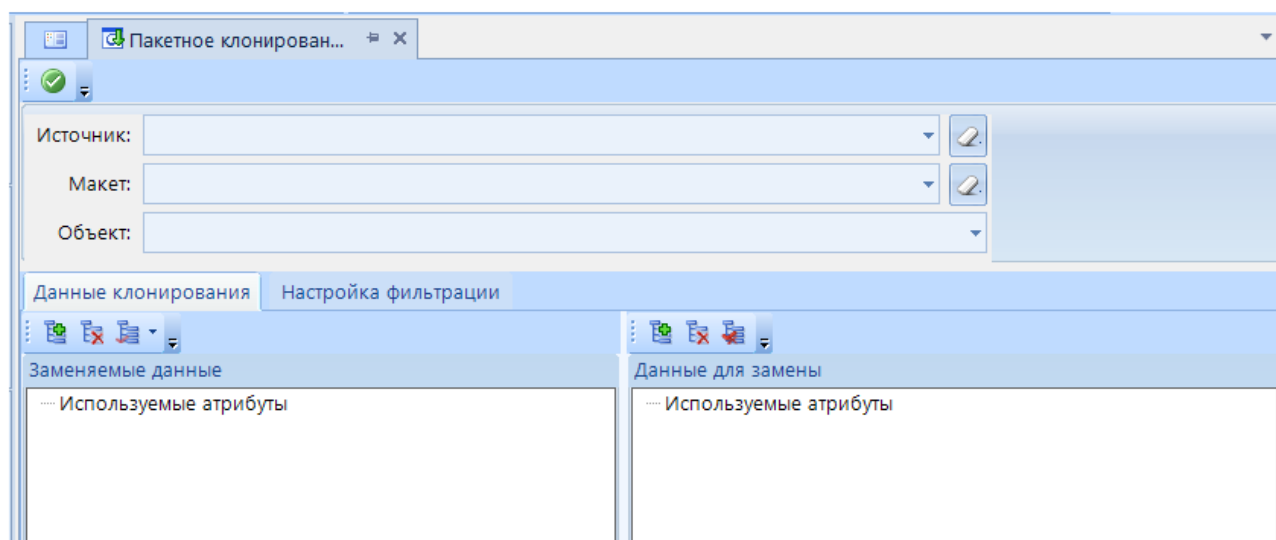 Пакетное клонирован...
Источник:
Макет:
Объект:
Данные клонирования Настройка фильтрации
Заменяемые данные Данные для замены
Используемые атрибуты Используемые атрибуты